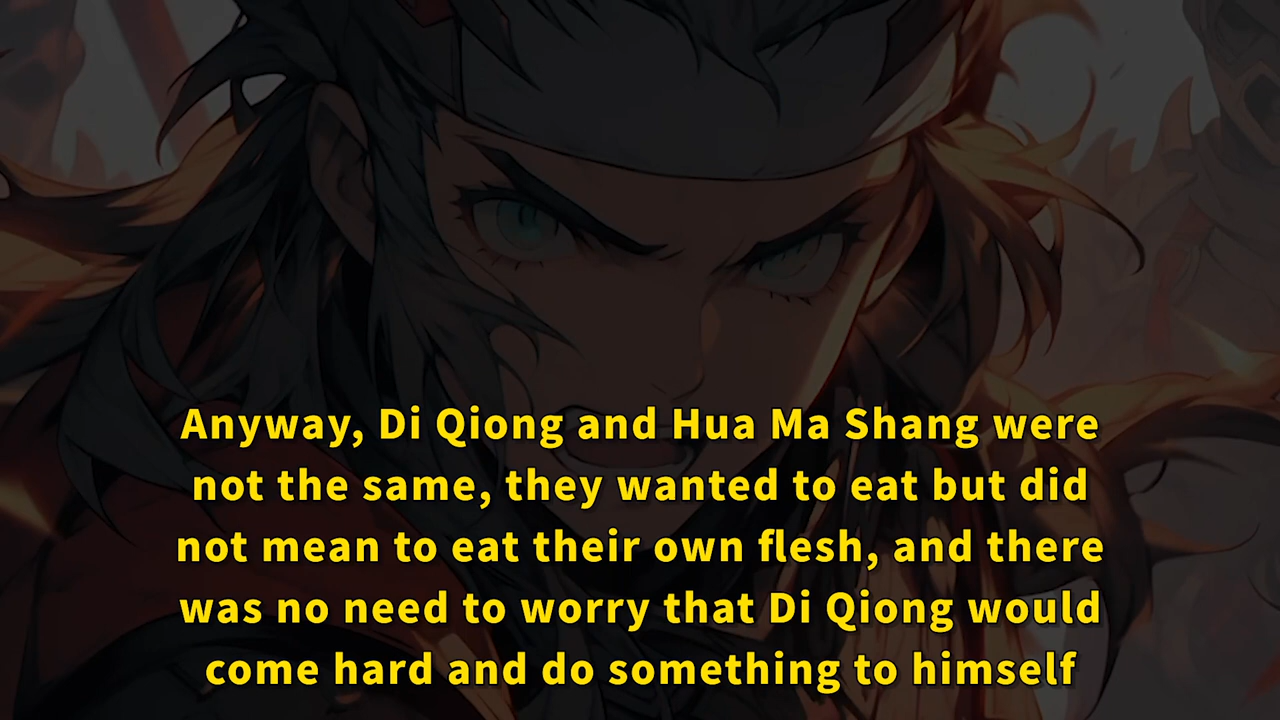 Anyway, Di Qiong and Hua Ma Shang were
not the same, they wanted to eat but did
not mean to eat their own flesh, and there
was no need to worry that Di Qiong would
come hard and do something to himself